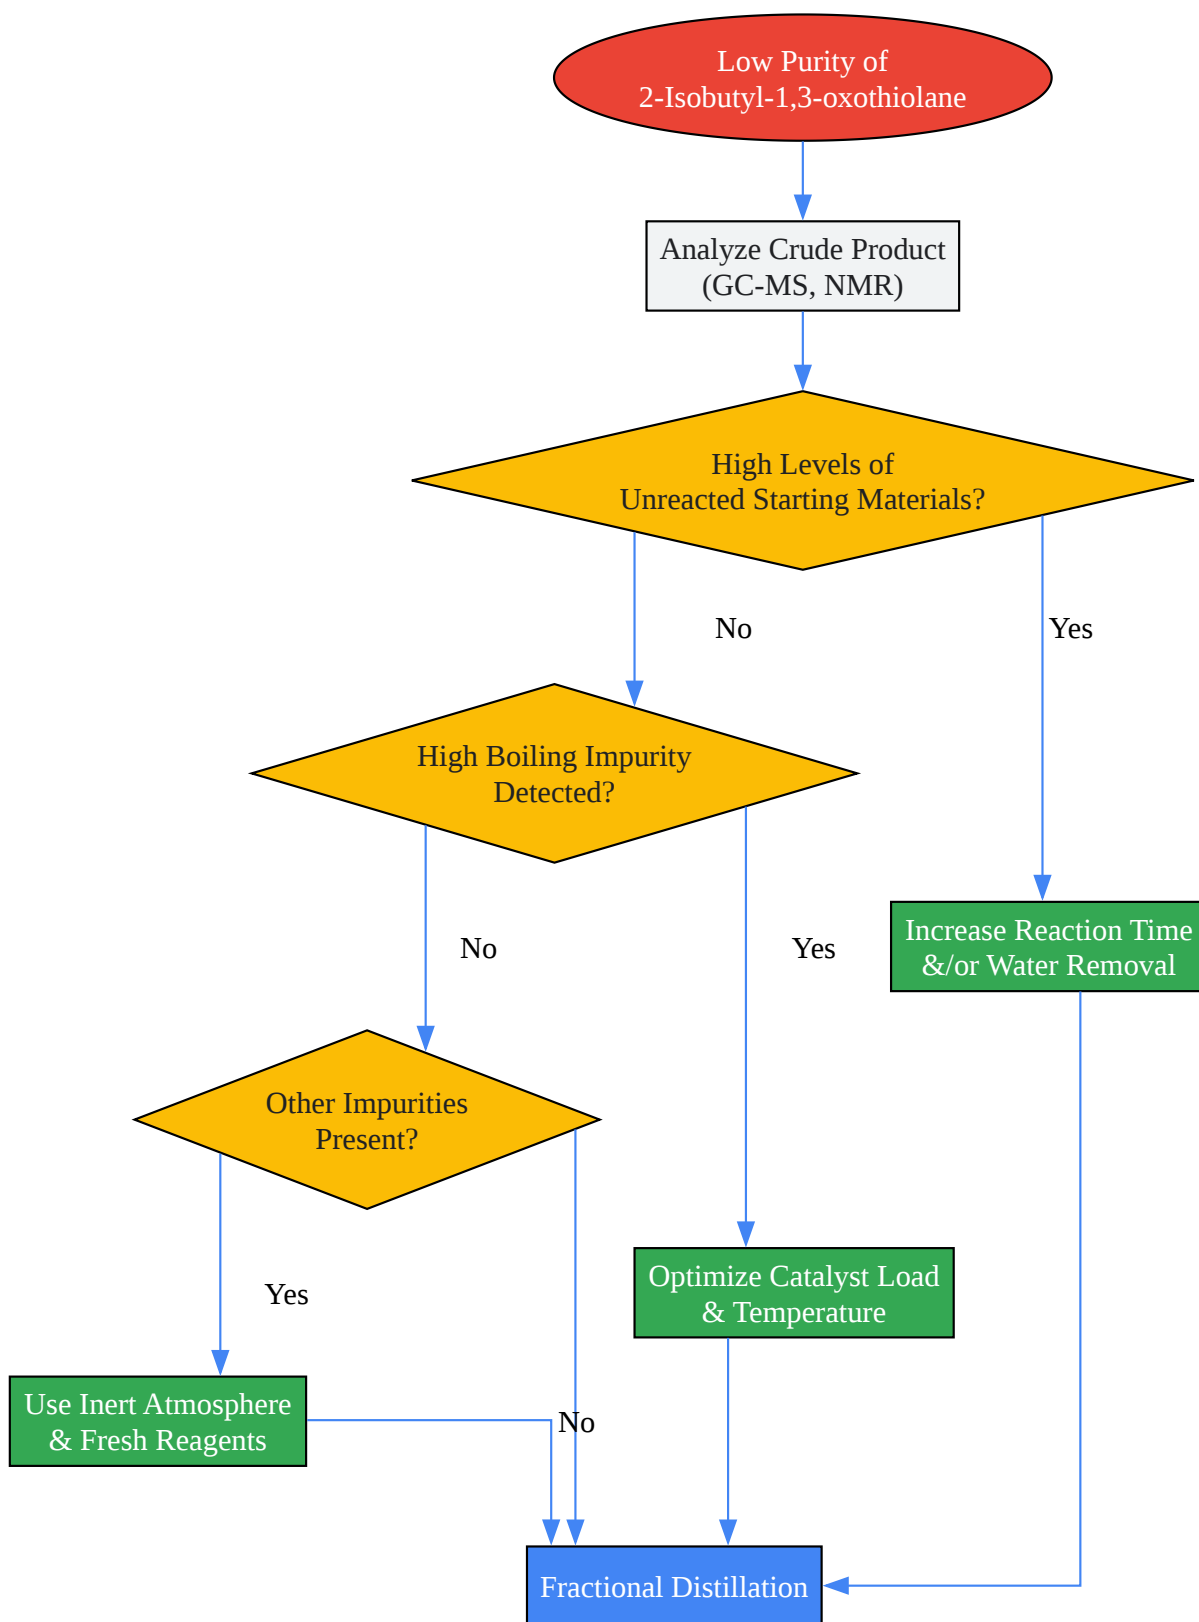 Low Purity of
2-Isobutyl-1,3-oxothiolane
Analyze Crude Product
(GC-MS, NMR)
High Levels of
Unreacted Starting Materials?
No
Yes
High Boiling Impurity
Detected?
Increase Reaction Time
&/or Water Removal
No
Yes
Other Impurities
Present?
Optimize Catalyst Load
& Temperature
Yes
Use Inert Atmosphere
& Fresh Reagents
No
Fractional Distillation